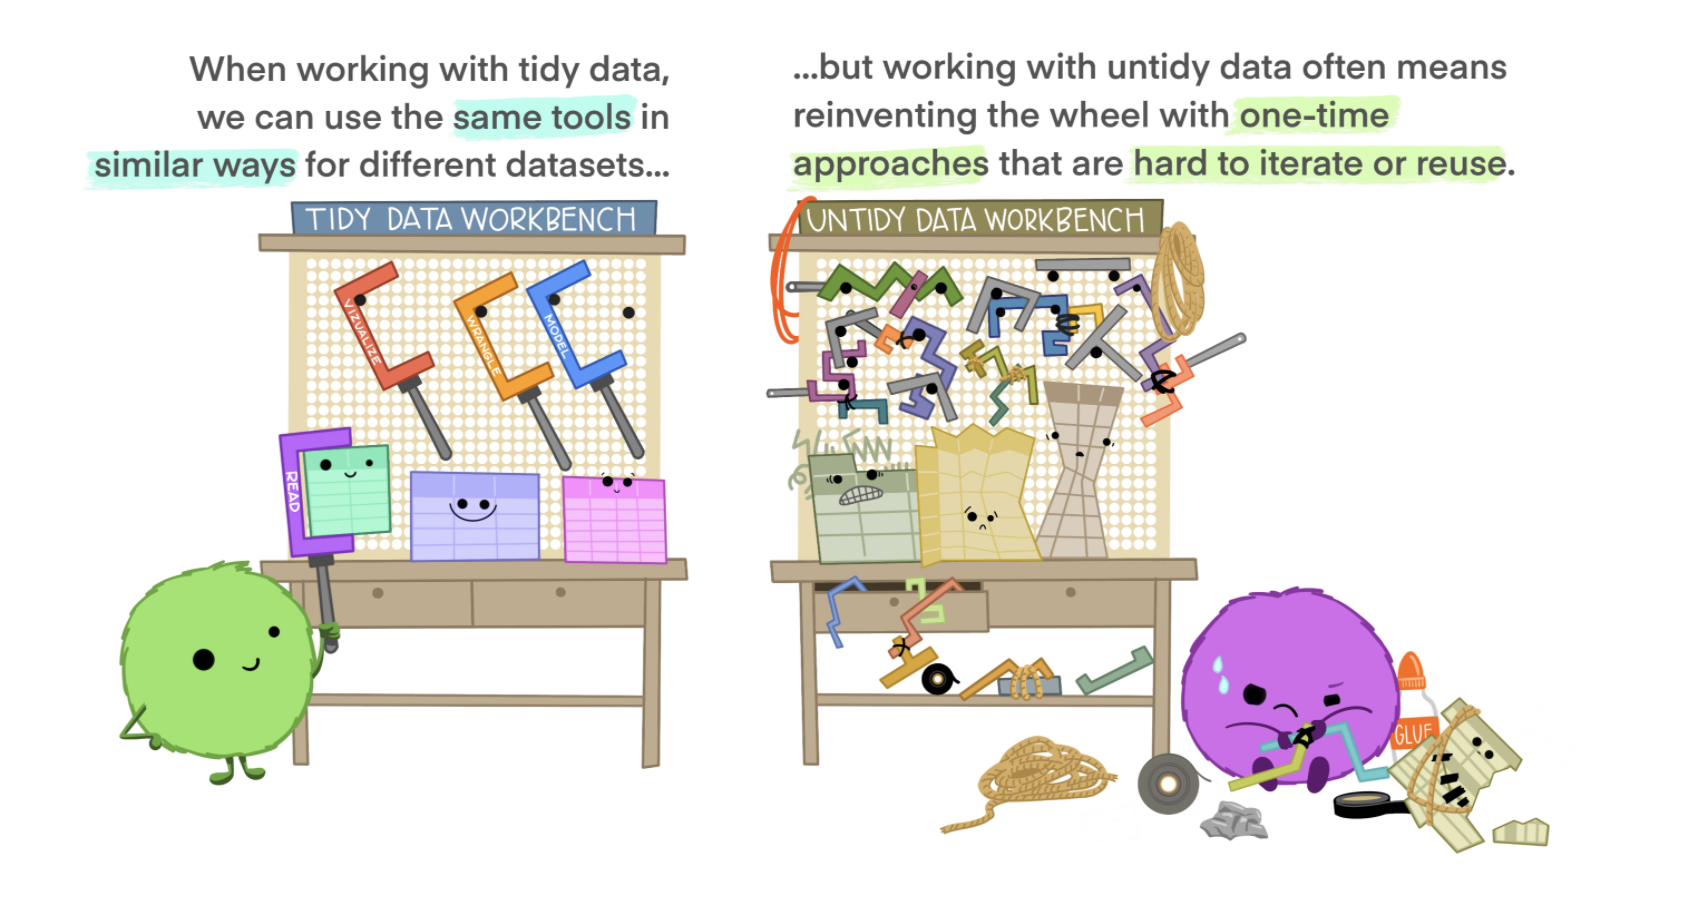 When working with tidy data,
we can use the same tools in
similar ways for different datasets...
...but working with untidy data often means
reinventing the wheel with one-time
approaches that are hard to iterate or reuse.
TIDY DATA WORKBENCH
VIZUALIZE
WRANGLE
MODEL
READ
UNTIDY DATA WORKBENCH
GLUE